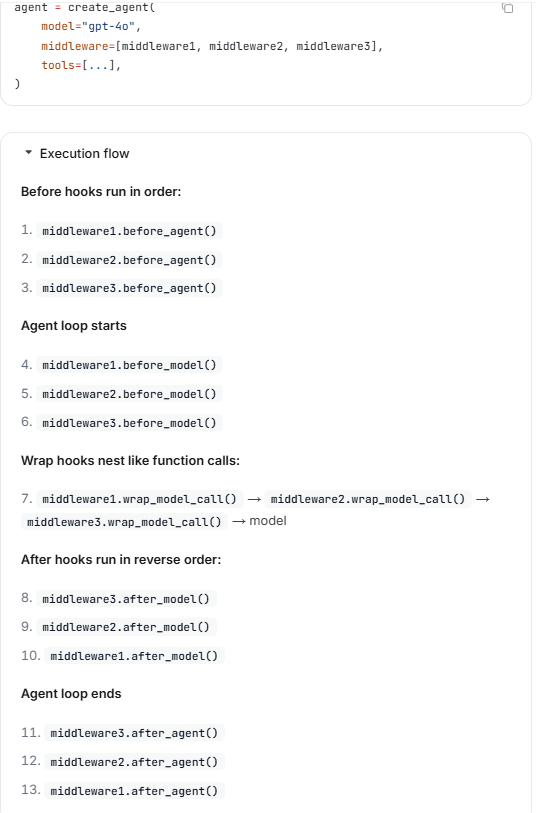 agent = create_agent(
    model="gpt-4o",
    middleware=[middleware1, middleware2, middleware3],
    tools=[...],
)
Execution flow
Before hooks run in order:
1. middleware1.before_agent()
2. middleware2.before_agent()
3. middleware3.before_agent()
Agent loop starts
4. middleware1.before_model()
5. middleware2.before_model()
6. middleware3.before_model()
Wrap hooks nest like function calls:
7. middleware1.wrap_model_call() → middleware2.wrap_model_call() →
middleware3.wrap_model_call() → model
After hooks run in reverse order:
8. middleware3.after_model()
9. middleware2.after_model()
10. middleware1.after_model()
Agent loop ends
11. middleware3.after_agent()
12. middleware2.after_agent()
13. middleware1.after_agent()